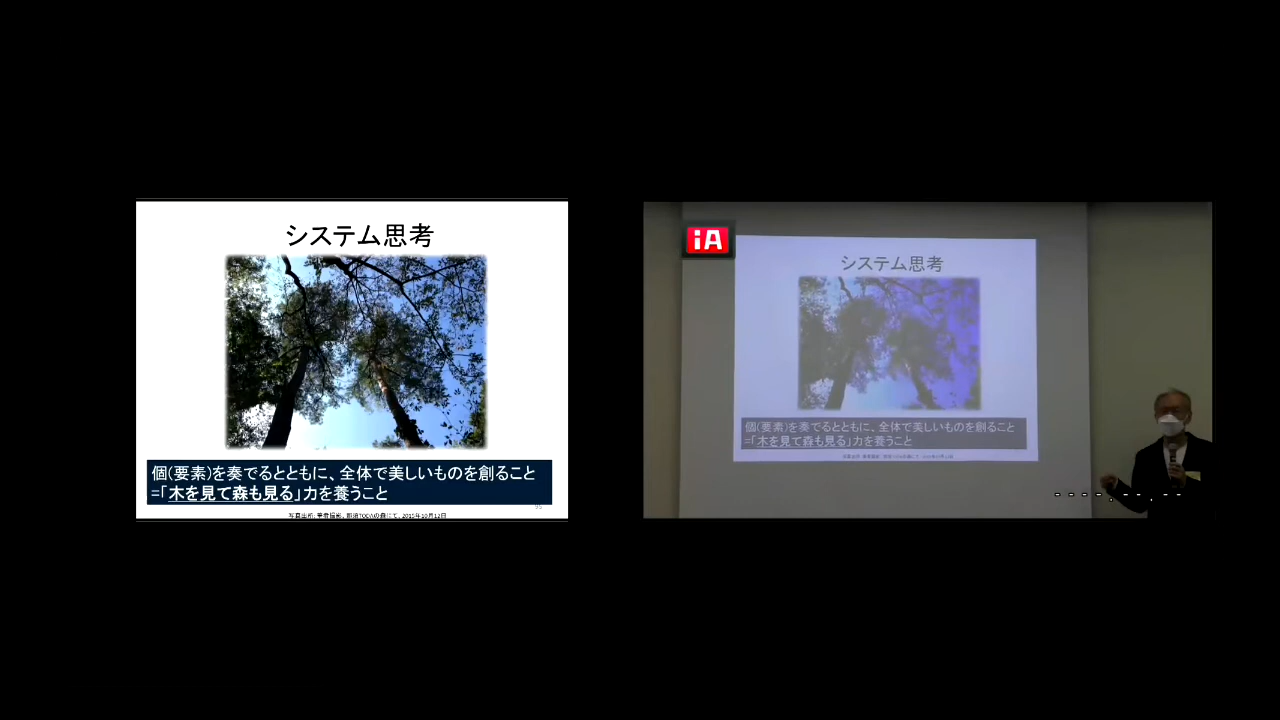 システム思考
個(要素)を奏でるとともに、全体で美しいものを創ること
=「木を見て森も見る」力を養うこと
95
iA
システム思考
個(要素)を奏でるとともに、全体で美しいものを創ること
=「木を見て森も見る」力を養うこと